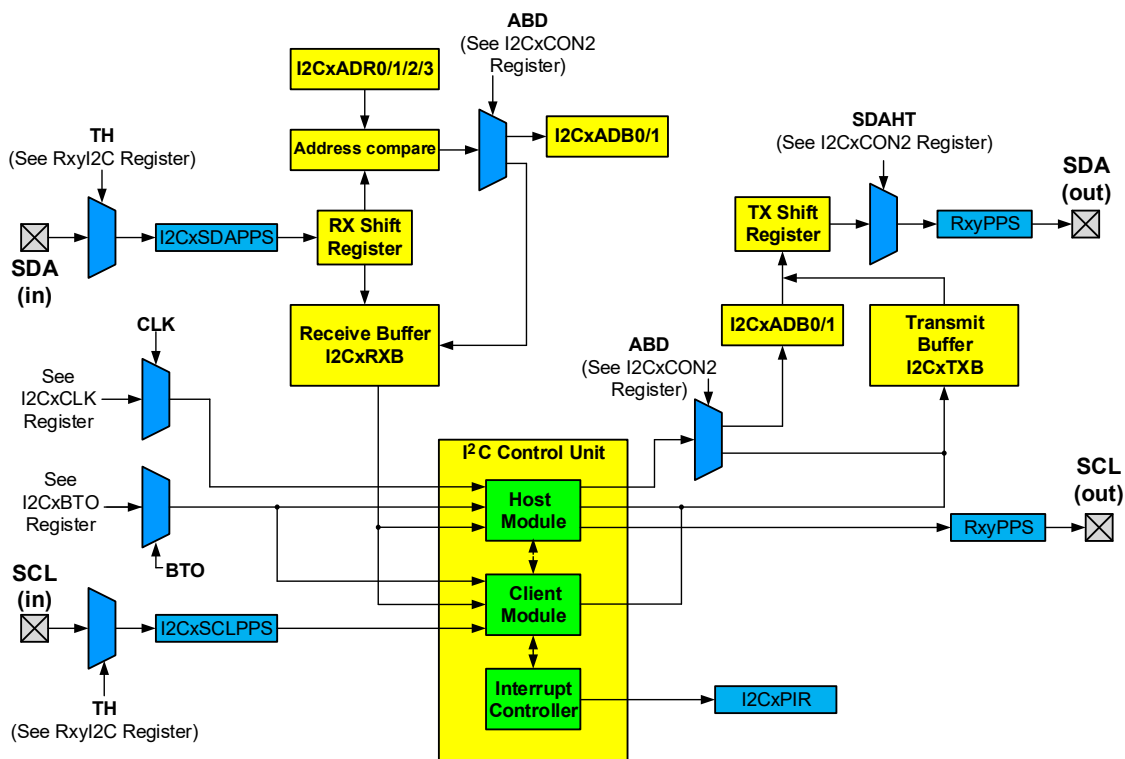 ABD
(See I2CxCON2
Register)
I2CxADR0/1/2/3
TH
(See RxyI2C Register)
Address compare
I2CxADB0/1
SDAHT
(See I2CxCON2 Register)
SDA
(out)
I2CxSDAPPS
RX Shift
Register
TX Shift
Register
RxyPPS
SDA
(in)
CLK
Receive Buffer
I2CxRXB
I2CxADB0/1
Transmit
Buffer
I2CxTXB
ABD
(See I2CxCON2
Register)
See
I2CxCLK
Register
I²C Control Unit
See
I2CxBTO
Register
Host
Module
SCL
(out)
RxyPPS
BTO
SCL
(in)
Client
Module
I2CxSCLPPS
TH
(See RxyI2C Register)
Interrupt
Controller
I2CxPIR